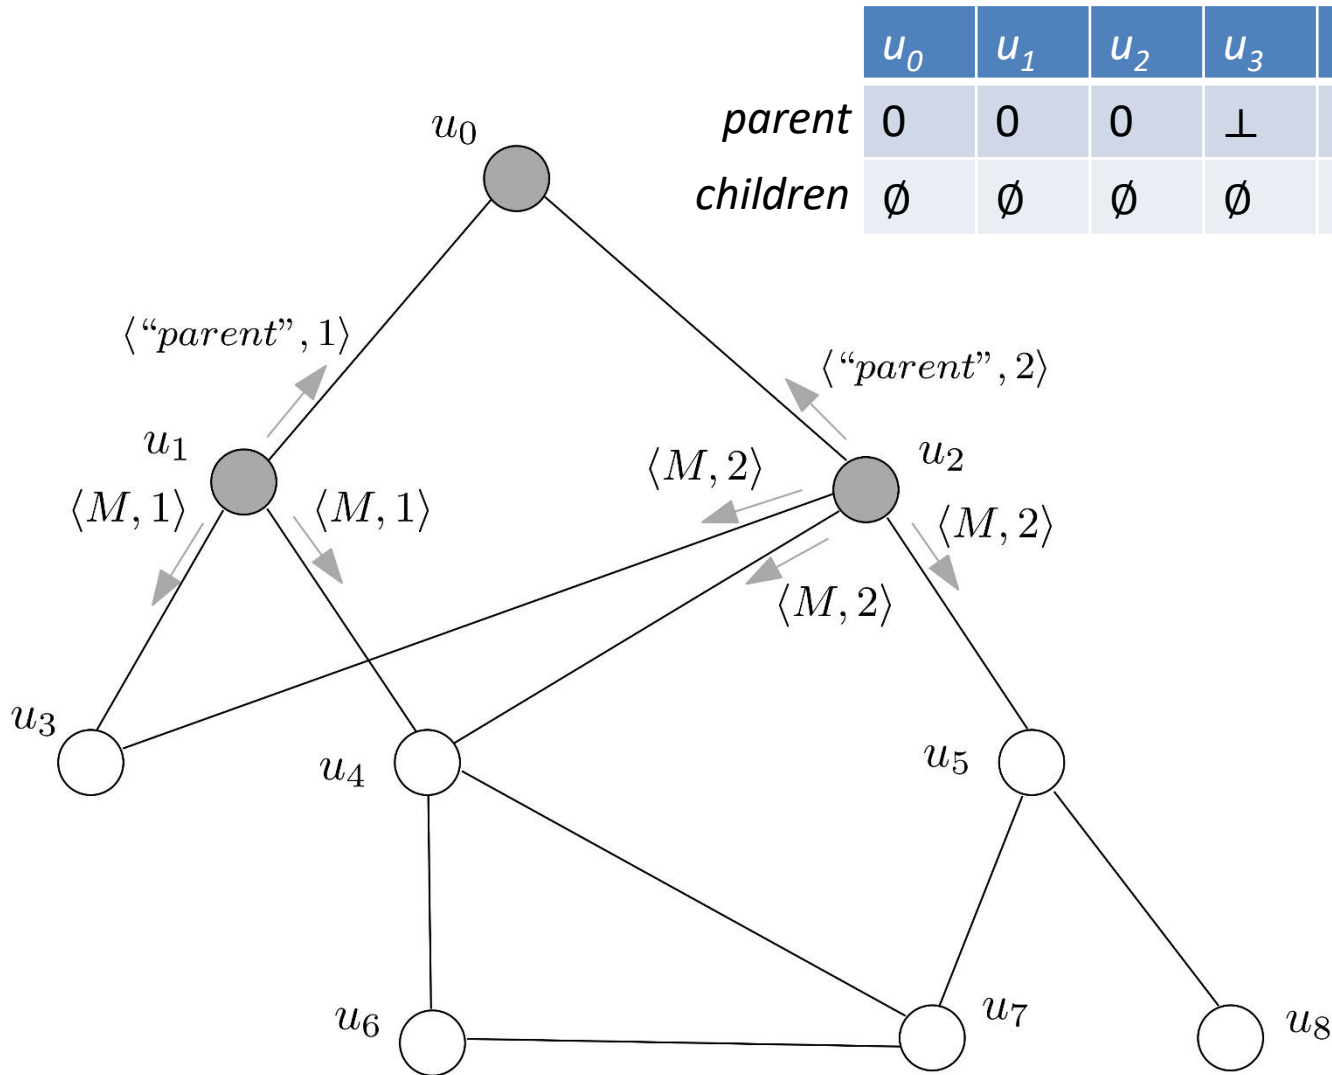 u₀ u₁ u₂ u₃
parent 0 0 0 ⊥
children ∅ ∅ ∅ ∅
u₀
⟨“parent”, 1⟩
⟨“parent”, 2⟩
u₁
u₂
⟨M, 2⟩
⟨M, 1⟩ ⟨M, 1⟩
⟨M, 2⟩
⟨M, 2⟩
u₃
u₄
u₅
u₆
u₇
u₈